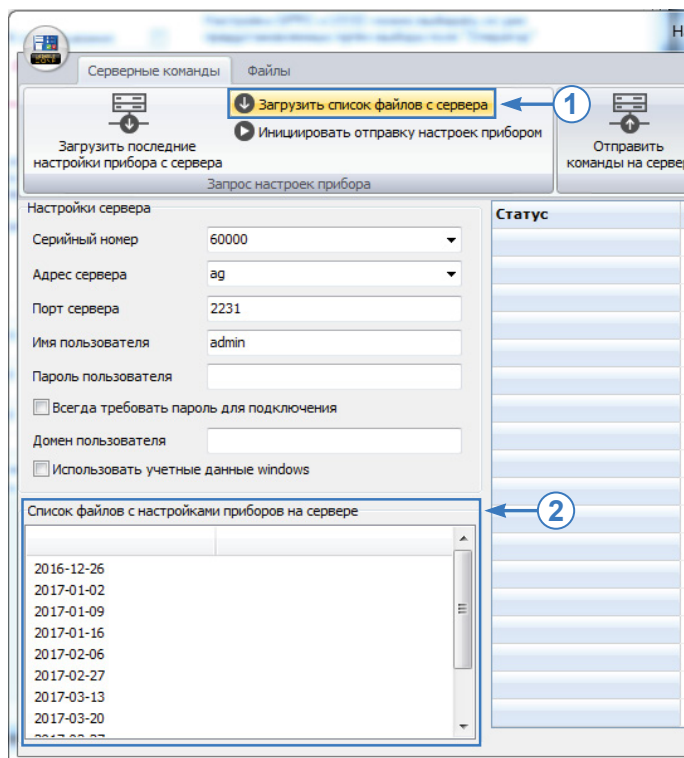 Н
Серверные команды Файлы
Загрузить последние
настройки прибора с сервера
Загрузить список файлов с сервера
Инициировать отправку настроек прибором
Запрос настроек прибора
1
Отправить
команды на серве
Настройки сервера
Серийный номер 60000
Адрес сервера ag
Порт сервера 2231
Имя пользователя admin
Пароль пользователя
Всегда требовать пароль для подключения
Домен пользователя
Использовать учетные данные windows
Статус
Список файлов с настройками приборов на сервере
2
2016-12-26
2017-01-02
2017-01-09
2017-01-16
2017-02-06
2017-02-27
2017-03-13
2017-03-20